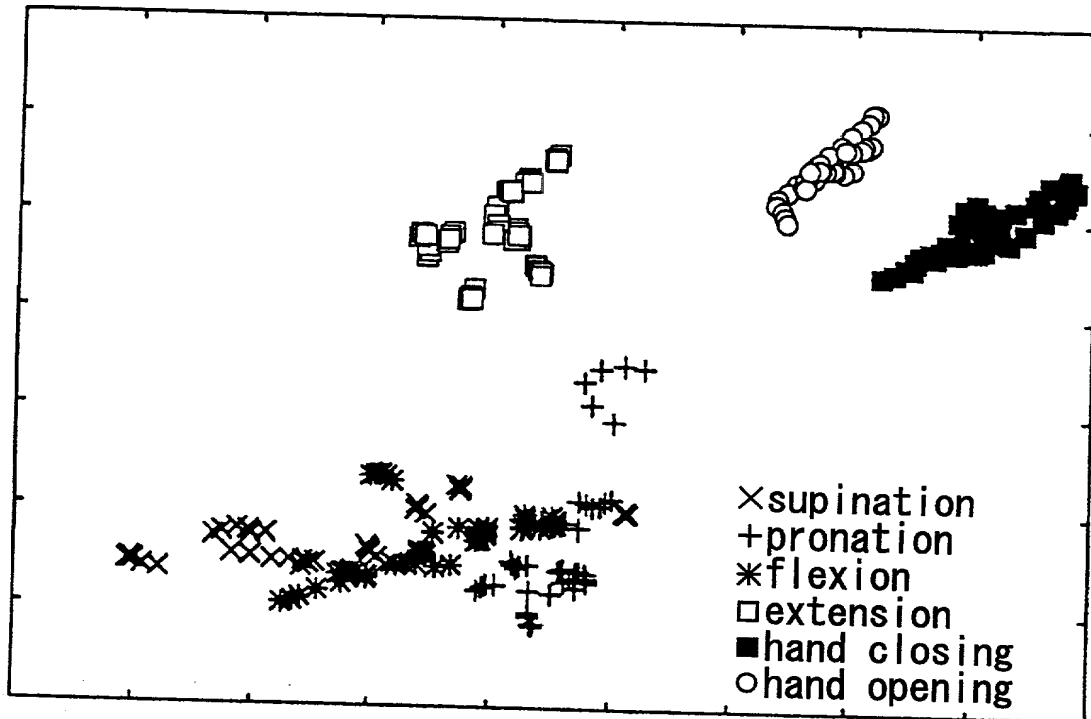 supination
pronation
flexion
extension
hand closing
hand opening